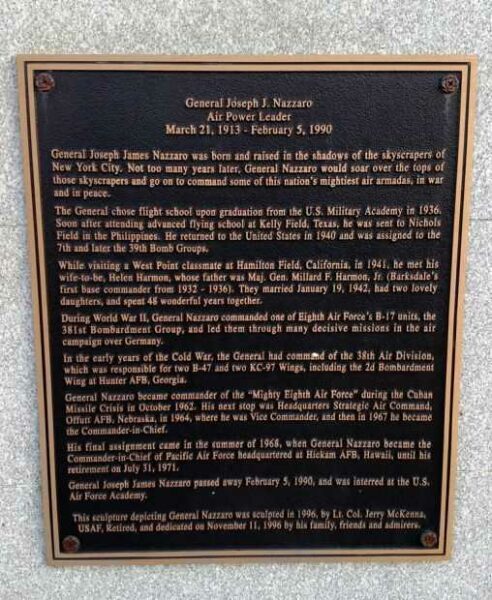 General Joseph J. Nazzaro
Air Power Leader
March 21, 1913 - February 5, 1990
General Joseph James Nazzaro was born and raised in the shadows of the skyscrapers of
New York City. Not too many years later, General Nazzaro would soar over the tops of
those skyscrapers and go on to command some of this nation's mightiest air armadas, in war
and in peace.
The General chose flight school upon graduation from the U.S. Military Academy in 1936.
Soon after attending advanced flying school at Kelly Field, Texas, he was sent to Nichols
Field in the Philippines. He returned to the United States in 1940 and was assigned to the
7th and later the 39th Bomb Groups.
While visiting a West Point classmate at Hamilton Field, California, in 1941, he met his
wife-to-be, Helen Harmon, whose father was Maj. Gen. Millard F. Harmon, Jr. (Barksdale's
first base commander from 1932 - 1936). They married January 19, 1942, had two lovely
daughters, and spent 48 wonderful years together.
During World War II, General Nazzaro commanded one of Eighth Air Force's B-17 units, the
381st Bombardment Group, and led them through many decisive missions in the air
campaign over Germany.
In the early years of the Cold War, the General had command of the 38th Air Division,
which was responsible for two B-47 and two KC-97 Wings, including the 2d Bombardment
Wing at Hunter AFB, Georgia.
General Nazzaro became commander of the "Mighty Eighth Air Force" during the Cuban
Missile Crisis in October 1962. His next stop was Headquarters Strategic Air Command,
Offutt AFB, Nebraska, in 1964, where he was Vice Commander, and then in 1967 he became
the Commander-in-Chief.
His final assignment came in the summer of 1968, when General Nazzaro became the
Commander-in-Chief of Pacific Air Force headquartered at Hickam AFB, Hawaii, until his
retirement on July 31, 1971.
General Joseph James Nazzaro passed away February 5, 1990, and was interred at the U.S.
Air Force Academy.
This sculpture depicting General Nazzaro was sculpted in 1996, by Lt. Col. Jerry McKenna,
USAF, Retired, and dedicated on November 11, 1996 by his family, friends and admirers.